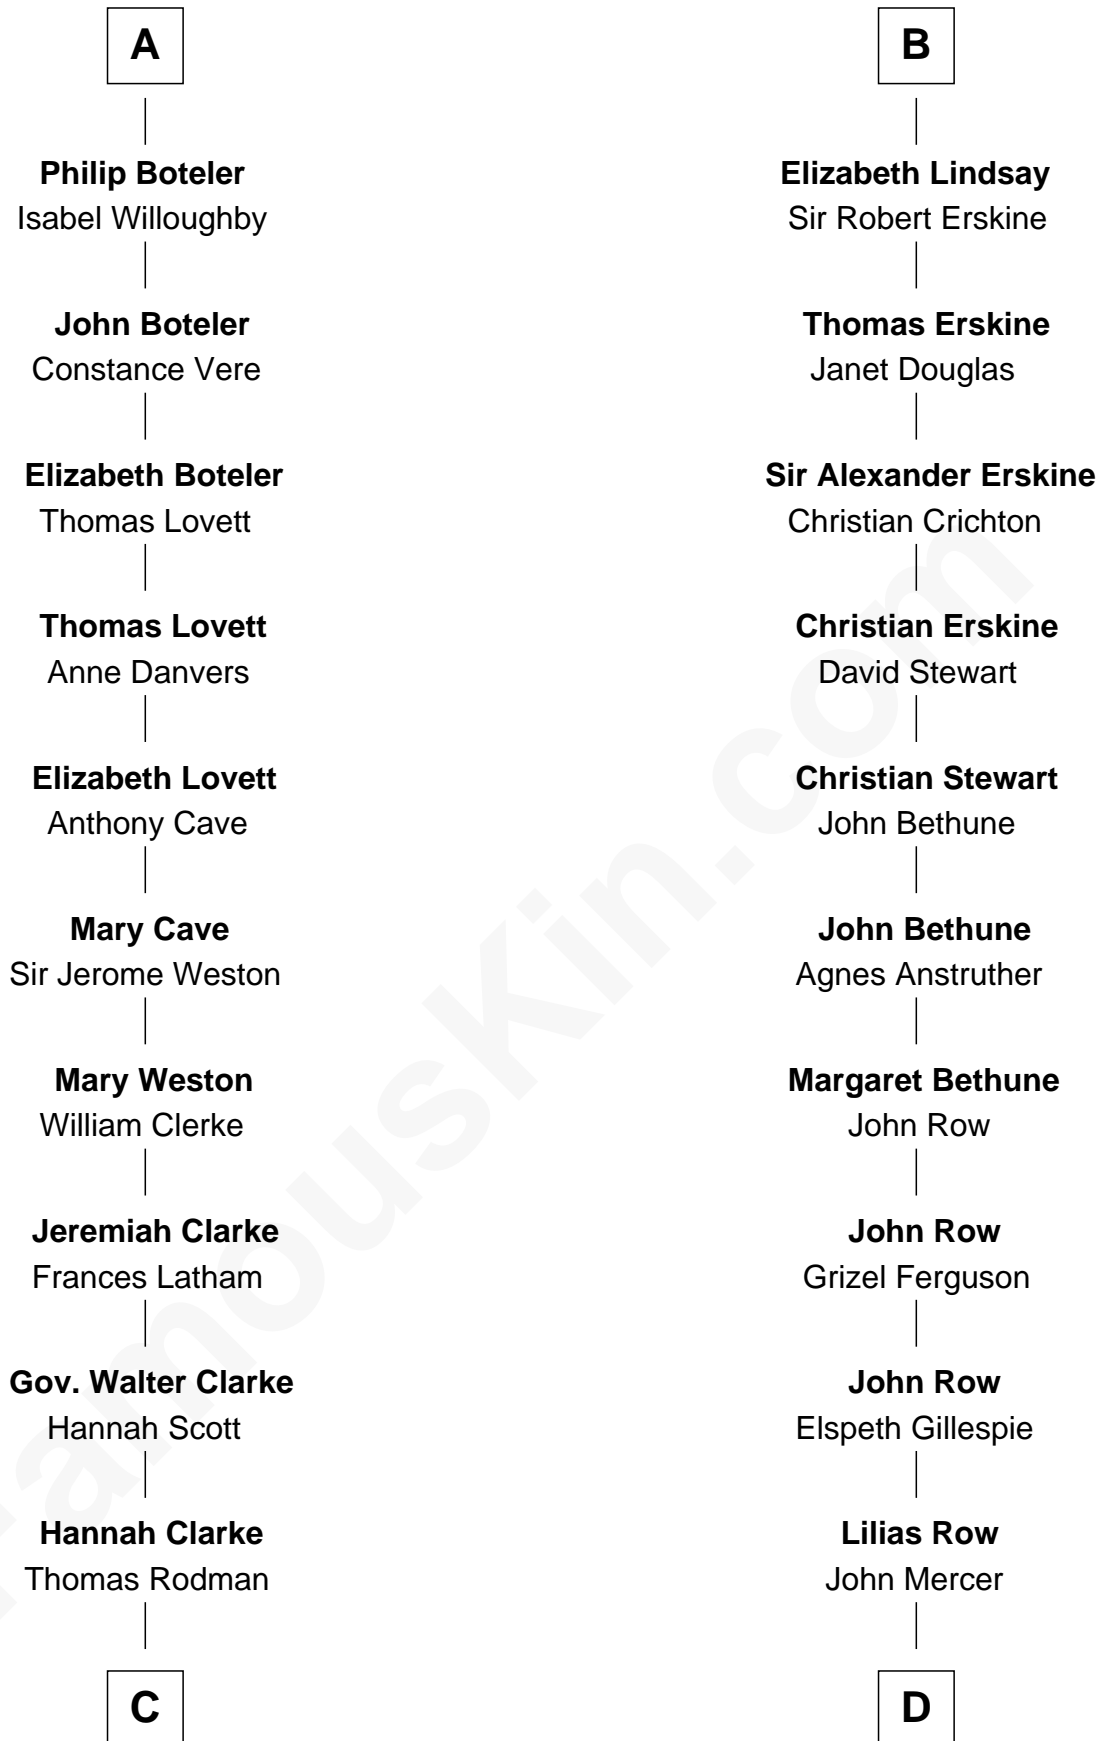 A
Philip Boteler
Isabel Willoughby
John Boteler
Constance Vere
Elizabeth Boteler
Thomas Lovett
Thomas Lovett
Anne Danvers
Elizabeth Lovett
Anthony Cave
Mary Cave
Sir Jerome Weston
Mary Weston
William Clerke
Jeremiah Clarke
Frances Latham
Gov. Walter Clarke
Hannah Scott
Hannah Clarke
Thomas Rodman
C
B
Elizabeth Lindsay
Sir Robert Erskine
Thomas Erskine
Janet Douglas
Sir Alexander Erskine
Christian Crichton
Christian Erskine
David Stewart
Christian Stewart
John Bethune
John Bethune
Agnes Anstruther
Margaret Bethune
John Row
John Row
Grizel Ferguson
John Row
Elspeth Gillespie
Lilias Row
John Mercer
D
FamousKin.com